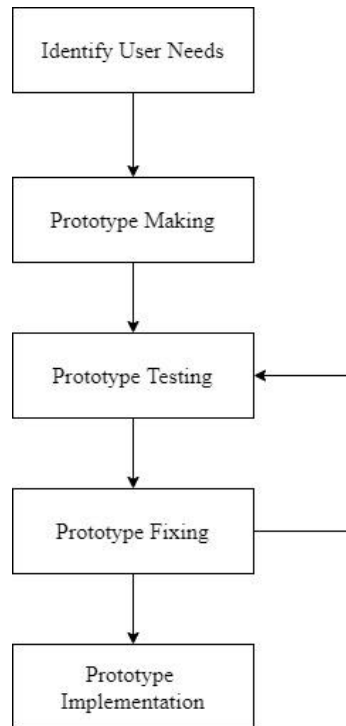 Identify User Needs
Prototype Making
Prototype Testing
Prototype Fixing
Prototype
Implementation